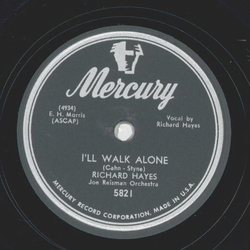 Mercury
(4934)
E. H. Morris
(ASCAP)
Vocal by
Richard Hayes
I'LL WALK ALONE
(Cahn - Styne)
RICHARD HAYES
Joe Reisman Orchestra
5821
MERCURY RECORD CORPORATION, MADE IN U.S.A.